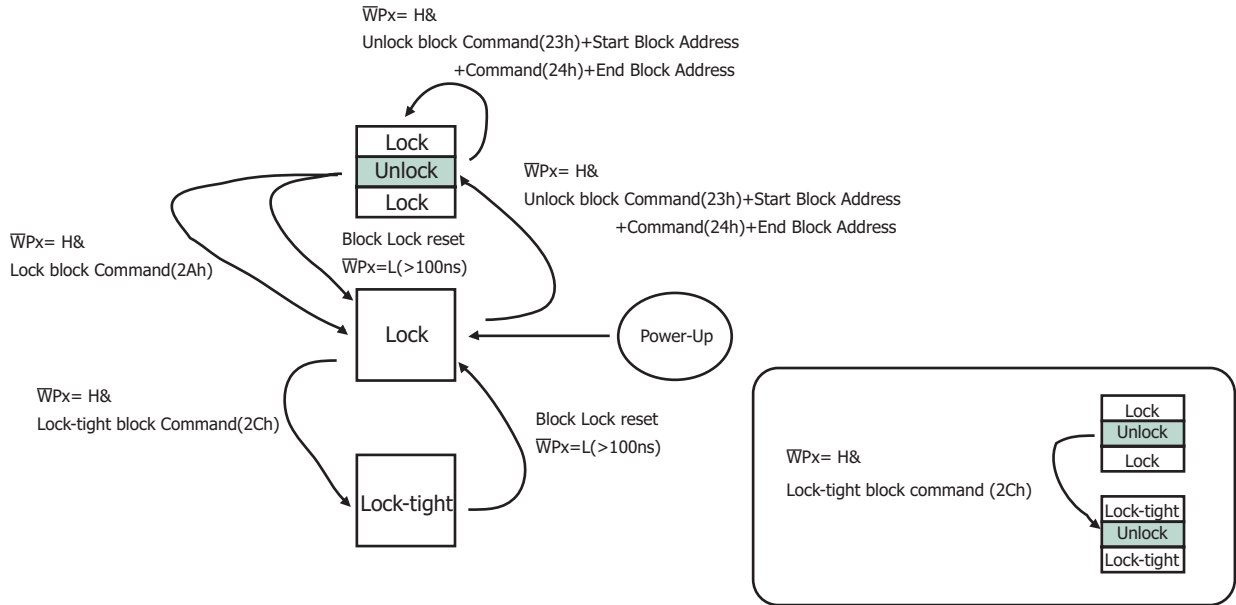 W̅Px= H&
Unlock block Command(23h)+Start Block Address
+Command(24h)+End Block Address
Lock
Unlock
Lock
W̅Px= H&
Unlock block Command(23h)+Start Block Address
+Command(24h)+End Block Address
W̅Px= H&
Lock block Command(2Ah)
Block Lock reset
W̅Px=L(>100ns)
Lock
Power-Up
W̅Px= H&
Lock-tight block Command(2Ch)
Block Lock reset
W̅Px=L(>100ns)
Lock-tight
W̅Px= H&
Lock-tight block command (2Ch)
Lock
Unlock
Lock
Lock-tight
Unlock
Lock-tight